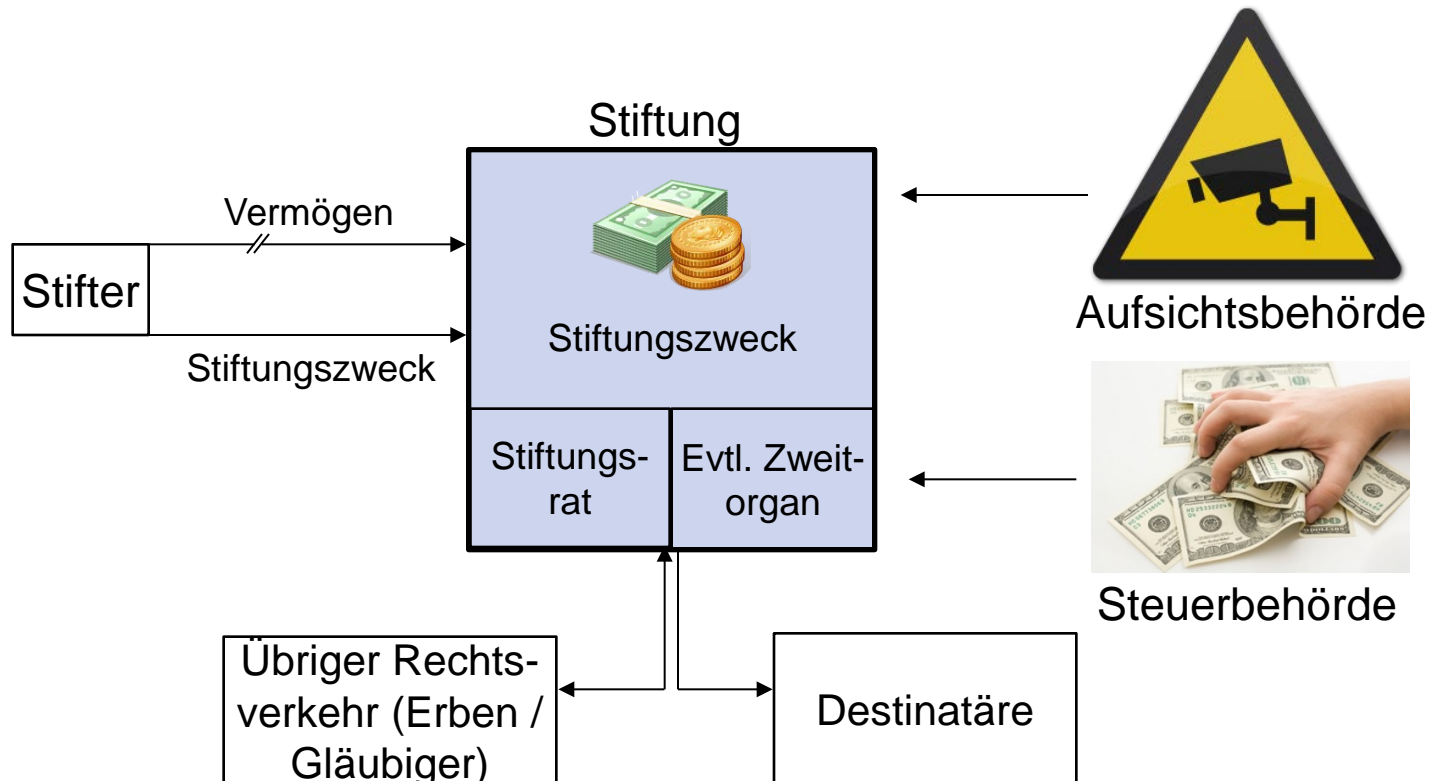 Stiftung
Vermögen
Stifter
Stiftungszweck
Stiftungszweck
Stiftungs-
rat
Evtl. Zweit-
organ
Aufsichtsbehörde
Steuerbehörde
Übriger Rechts-
verkehr (Erben /
Gläubiger)
Destinatäre